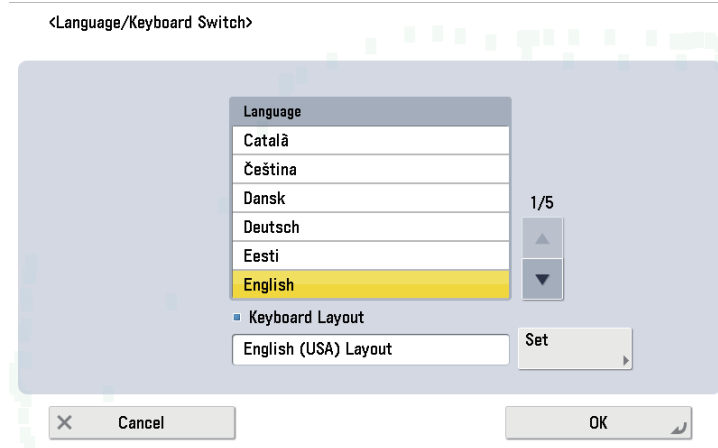 <Language/Keyboard Switch>
Language
Català
Čeština
Dansk
1/5
Deutsch
Eesti
English
Keyboard Layout
English (USA) Layout
Set
Cancel
OK